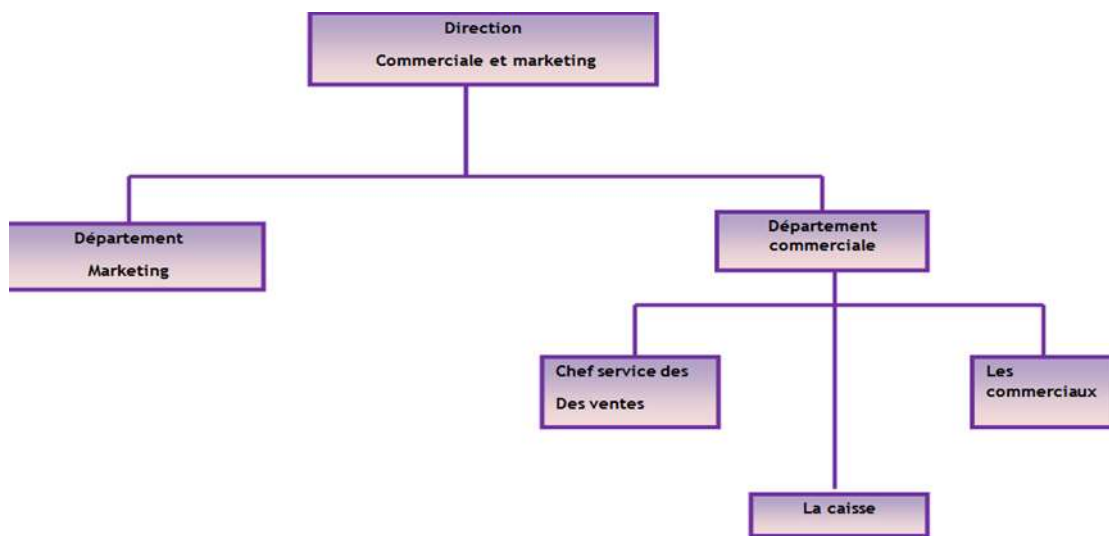 Direction
Commerciale et marketing
Département
Marketing
Département
commerciale
Chef service des
Des ventes
Les
commerciaux
La caisse